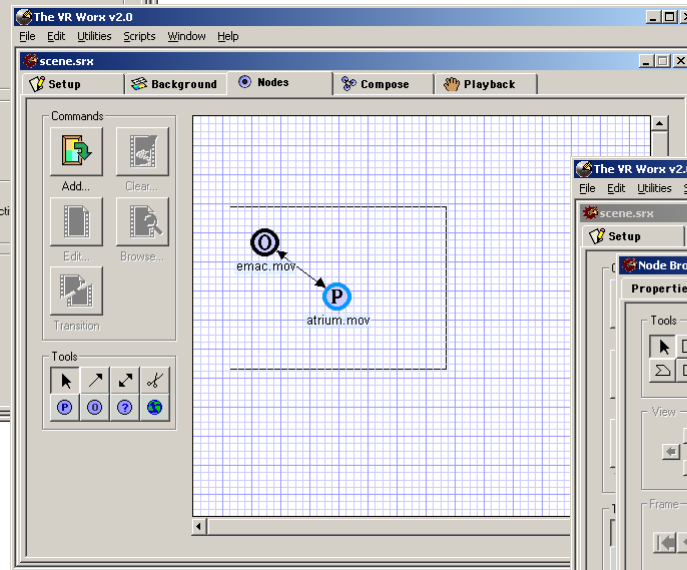 The VR Worx v2.0
File Edit Utilities Scripts Window Help
scene.srx
Setup Background Nodes Compose Playback
Commands
Add... Clear...
Edit... Browse...
Transition
Tools
P O ?
O
emac.mov
P
atrium.mov
The VR Worx v2.
File Edit Utilities
scene.srx
Setup
Node Bro
Propertie
Tools
View
Frame
cti